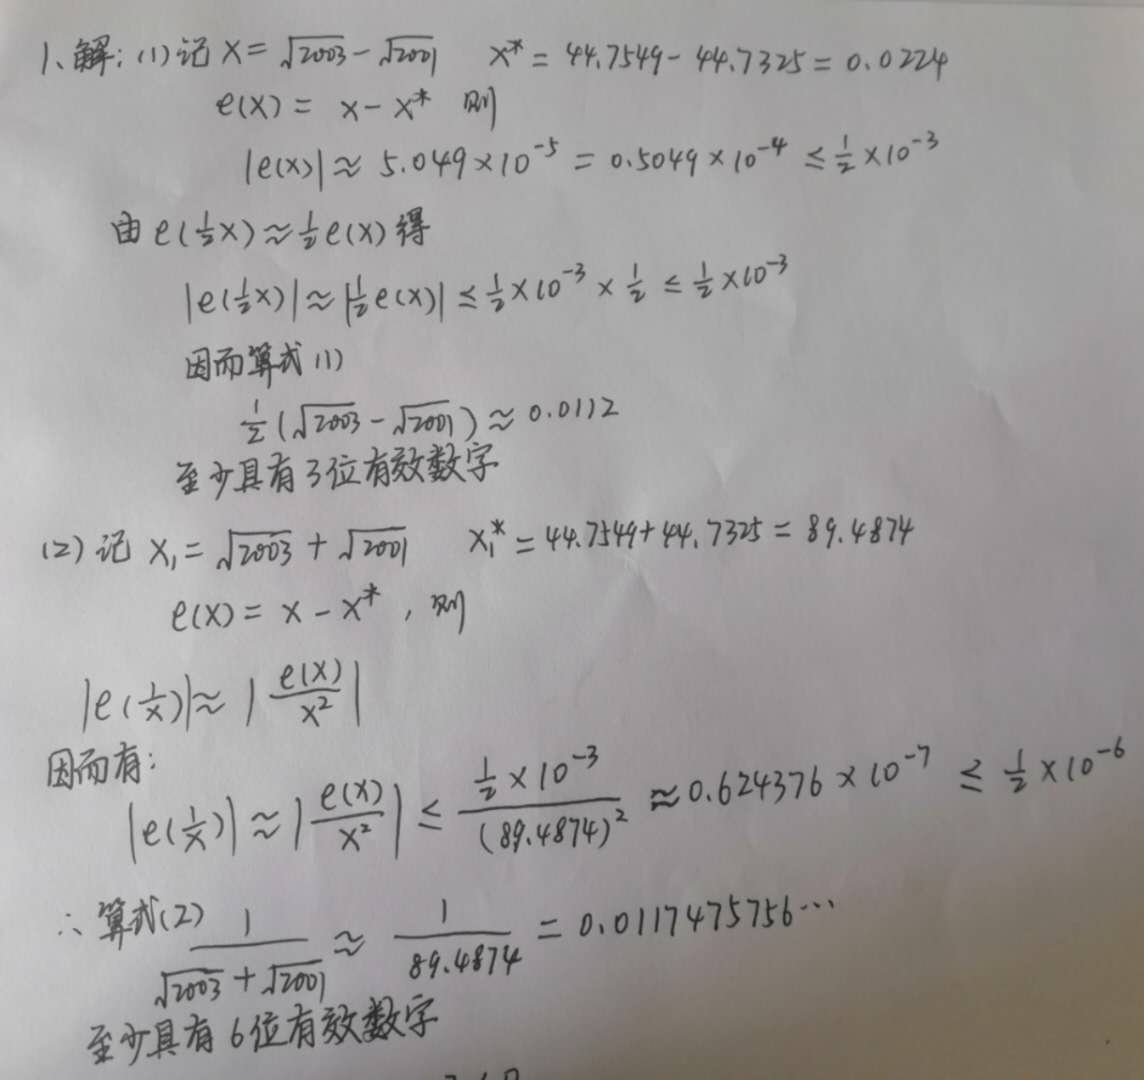 1、解: (1) 记 x = √2003 - √2001 x* = 44.7549 - 44.7325 = 0.0224
e(x) = x - x* 则
|e(x)| ≈ 5.049×10⁻⁵ = 0.5049×10⁻⁴ ≤ 1/2 ×10⁻³
由 e(1/2 x) ≈ 1/2 e(x) 得
|e(1/2 x)| ≈ |1/2 e(x)| ≤ 1/2 ×10⁻³ × 1/2 ≤ 1/2 ×10⁻³
因而算式(1)
1/2 (√2003 - √2001) ≈ 0.0112
至少具有3位有效数字
(2) 记 x₁ = √2003 + √2001 x₁* = 44.7549 + 44.7325 = 89.4874
e(x) = x - x*, 则
|e(1/x)| ≈ |e(x)/x²|
因而有:
|e(1/x)| ≈ |e(x)/x²| ≤ (1/2 ×10⁻³)/(89.4874)² ≈ 0.624376 ×10⁻⁷ ≤ 1/2 ×10⁻⁶
∴ 算式(2) 1/(√2003 + √2001) ≈ 1/89.4874 = 0.0117475756…
至少具有6位有效数字